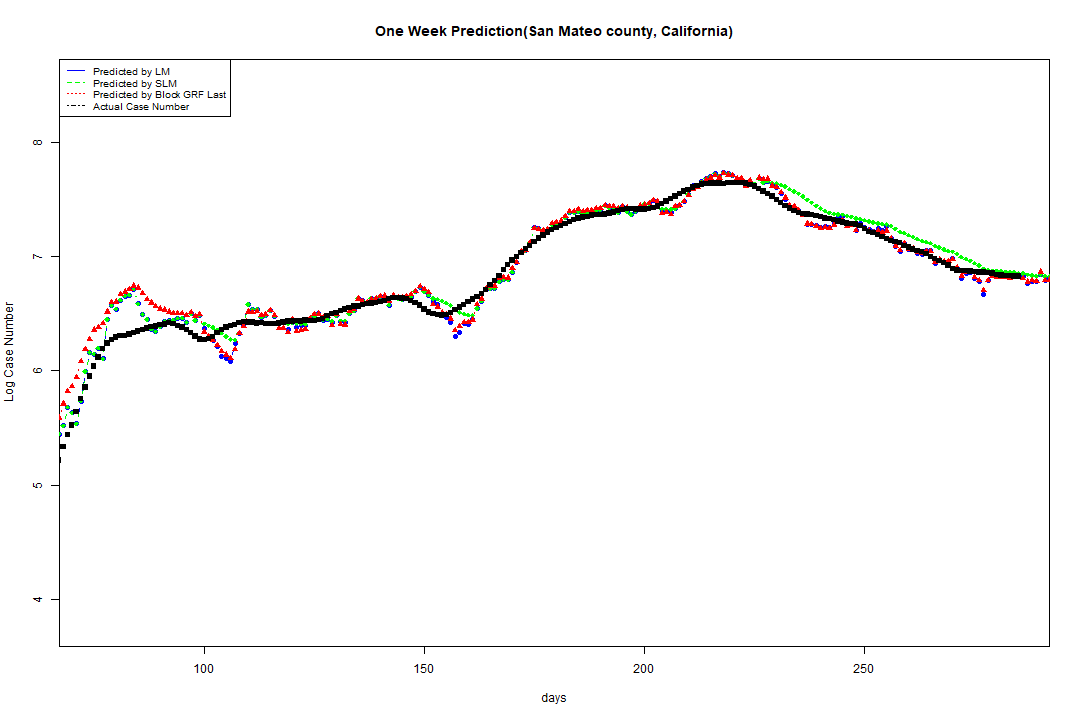 One Week Prediction(San Mateo county, California)
Predicted by LM
Predicted by SLM
Predicted by Block GRF Last
Actual Case Number
8
7
6
5
4
Log Case Number
100
150
200
250
days